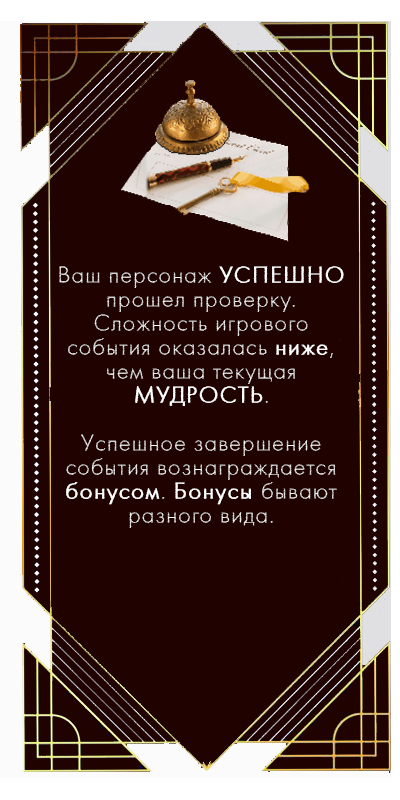 Ваш персонаж УСПЕШНО
прошел проверку.
Сложность игрового
события оказалась ниже,
чем ваша текущая
МУДРОСТЬ.
Успешное завершение
события вознаграждается
бонусом. Бонусы бывают
разного вида.